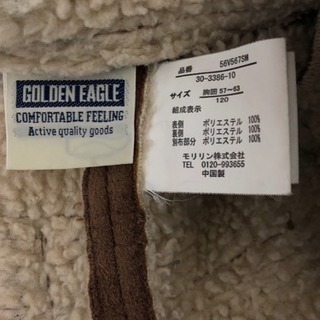 GOLDEN EAGLE
COMFORTABLE FEELING
Active quality goods
品番 56V567SM
30-3386-10
サイズ 胸囲 57~63
120
組成表示
表側 ポリエステル 100%
裏側 ポリエステル 100%
別布部分 ポリエステル 100%
モリリン株式会社
TEL 0120-993655
中国製